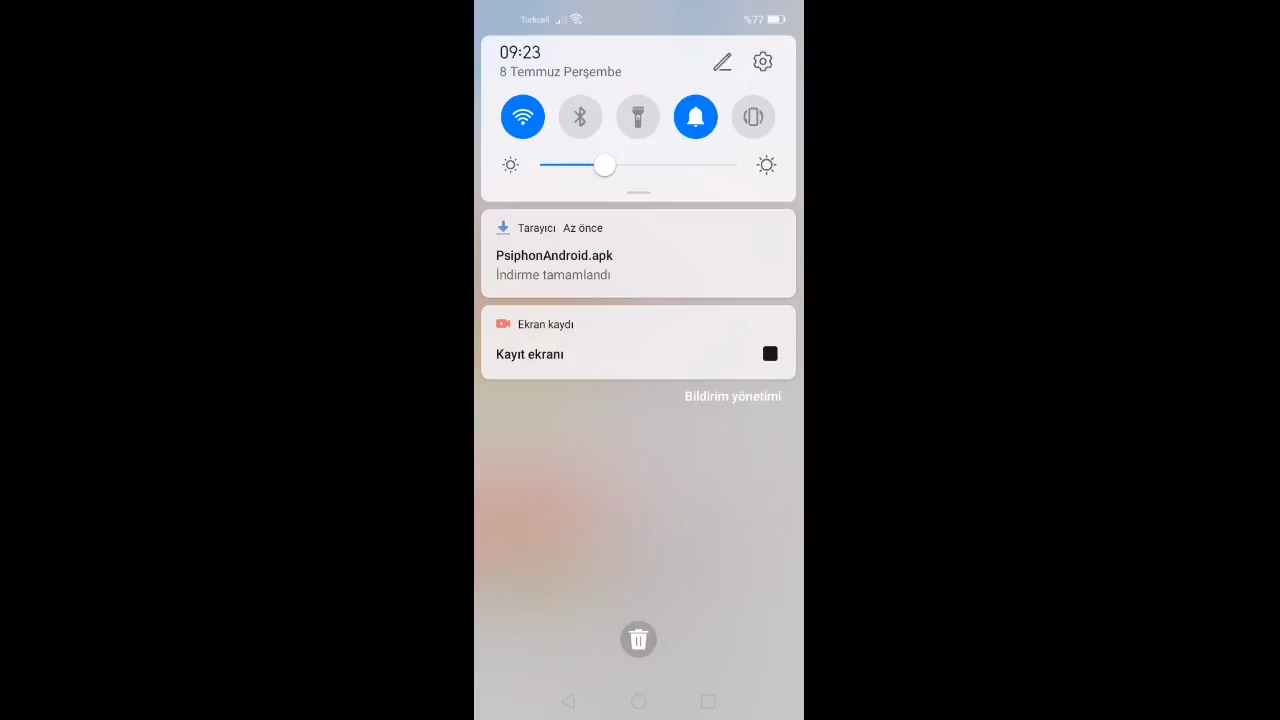 Turkcell
%77
09:23
8 Temmuz Perşembe
Tarayıcı Az önce
PsiphonAndroid.apk
İndirme tamamlandı
Ekran kaydı
Kayıt ekranı
Bildirim yönetimi